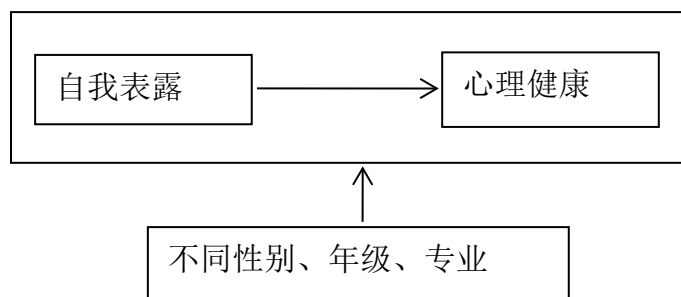 自我表露
心理健康
不同性别、年级、专业